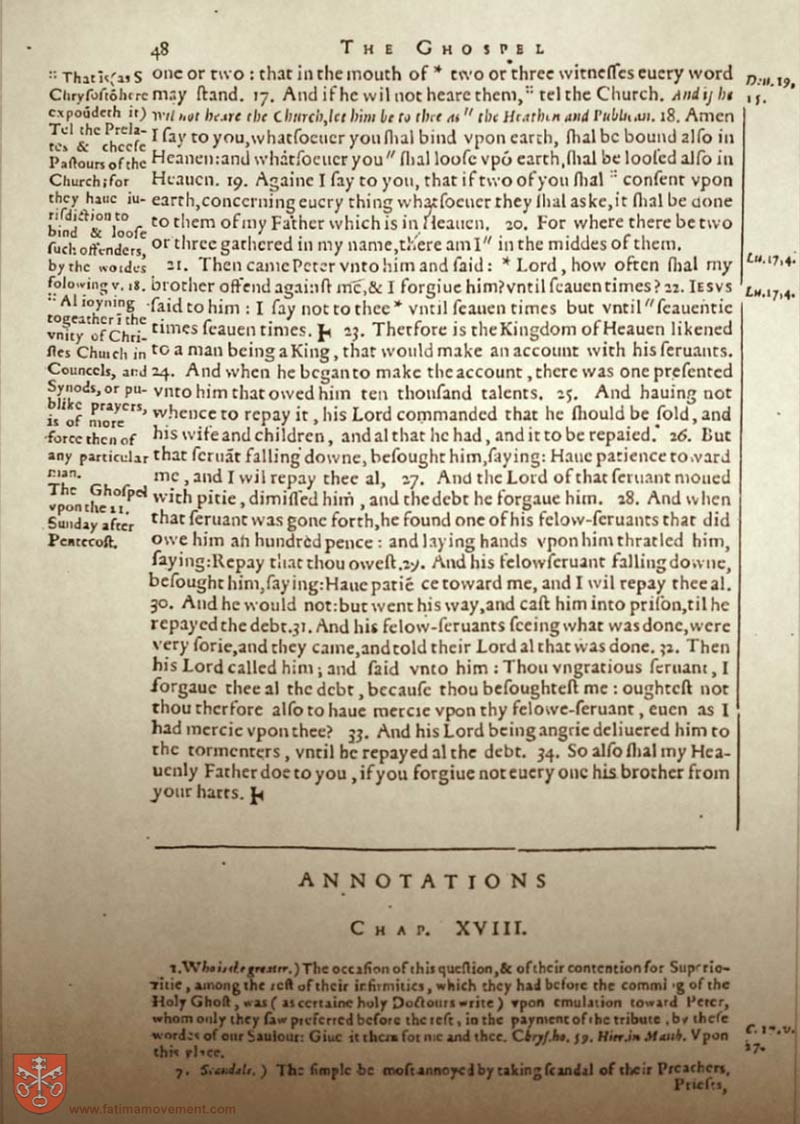 48
THE GHOSPEL
one or two : that in the mouth of * two or three witneſſes euery word
may ſtand. 17. And if he wil not heare them, :: tel the Church. And if he
wil not heare the Church, let him be to thee as " the Heathen and Publican. 18. Amen
I ſay to you, whatſoeuer you ſhal bind vpon earth, ſhal be bound alſo in
Heauen: and whatſoeuer you " ſhal looſe vpō earth, ſhal be looſed alſo in
Heauen. 19. Againe I ſay to you, that if two of you ſhal :: conſent vpon
earth, concerning euery thing whatſoeuer they ſhal aske, it ſhal be done
to them of my Father which is in Heauen. 20. For where there be two
or three gathered in my name, there am I " in the middes of them.
21. Then came Peter vnto him and ſaid: * Lord, how often ſhal my
brother offend againſt me, & I forgiue him? vntil ſeauen times? 22. IESVS
ſaid to him : I ſay not to thee * vntil ſeauen times but vntil " ſeauentie
times ſeauen times. 23. Therfore is the Kingdom of Heauen likened
to a man being a King, that would make an account with his ſeruants.
24. And when he began to make the account, there was one preſented
vnto him that owed him ten thouſand talents. 25. And hauing not
whence to repay it, his Lord commanded that he ſhould be ſold, and
his wife and children, and al that he had, and it to be repaied. 26. But
that ſeruāt falling downe, beſought him, ſaying: Haue patience toward
me, and I wil repay thee al, 27. And the Lord of that ſeruant moued
with pitie, dimiſſed him, and the debt he forgaue him. 28. And when
that ſeruant was gone forth, he found one of his felow-ſeruants that did
owe him an hundred pence: and laying hands vpon him thratled him,
ſaying: Repay that thou oweſt. 29. And his felowſeruant falling downe,
beſought him, ſaying: Haue patiē ce toward me, and I wil repay thee al.
30. And he would not: but went his way, and caſt him into priſon, til he
repayed the debt. 31. And his felow-ſeruants ſeeing what was done, were
very ſorie, and they came, and told their Lord al that was done. 32. Then
his Lord called him; and ſaid vnto him : Thou vngratious ſeruant, I
forgaue thee al the debt, becauſe thou beſoughteſt me : oughteſt not
thou therfore alſo to haue mercie vpon thy felowe-ſeruant, euen as I
had mercie vpon thee? 33. And his Lord being angrie deliuered him to
the tormenters, vntil he repayed al the debt. 34. So alſo ſhal my Hea-
uenly Father doe to you, if you forgiue not euery one his brother from
your harts.
:: That is (as S
Chryſoſtō here
expoūdeth it)
Tel the Prela-
tes & cheefe
Paſtours of the
Church; for
they haue iu-
riſdiction to
bind & looſe
ſuch offenders,
by the wordes
folowing v. 18.
:: Al ioyning
togeather ī the
vnity of Chri-
ſtes Church in
Councels, and
Synods, or pu-
blike prayers,
is of more
force then of
any particular
man.
The Ghoſpel
vpon the 21.
Sunday after
Pentecoſt.
Deu. 19,
15.
Lu. 17, 4.
Lu. 17, 4.
ANNOTATIONS
CHAP. XVIII.
1. Who is the greater.) The occaſion of this queſtion, & of their contention for Superio-
ritie, among the reſt of their infirmities, which they had before the comming of the
Holy Ghoſt, was (as certaine holy Doctours write) vpon emulation toward Peter,
whom only they ſaw preferred before the reſt, in the payment of the tribute, by theſe
wordes of our Sauiour: Giue it them for me and thee. Chryſ. ho. 59. Hier. in Matth. Vpon
this place.
C. 17. v.
27.
7. Scandals.) The ſimple be moſt annoyed by taking ſcandal of their Preachers,
Prieſts,
www.fatimamovement.com